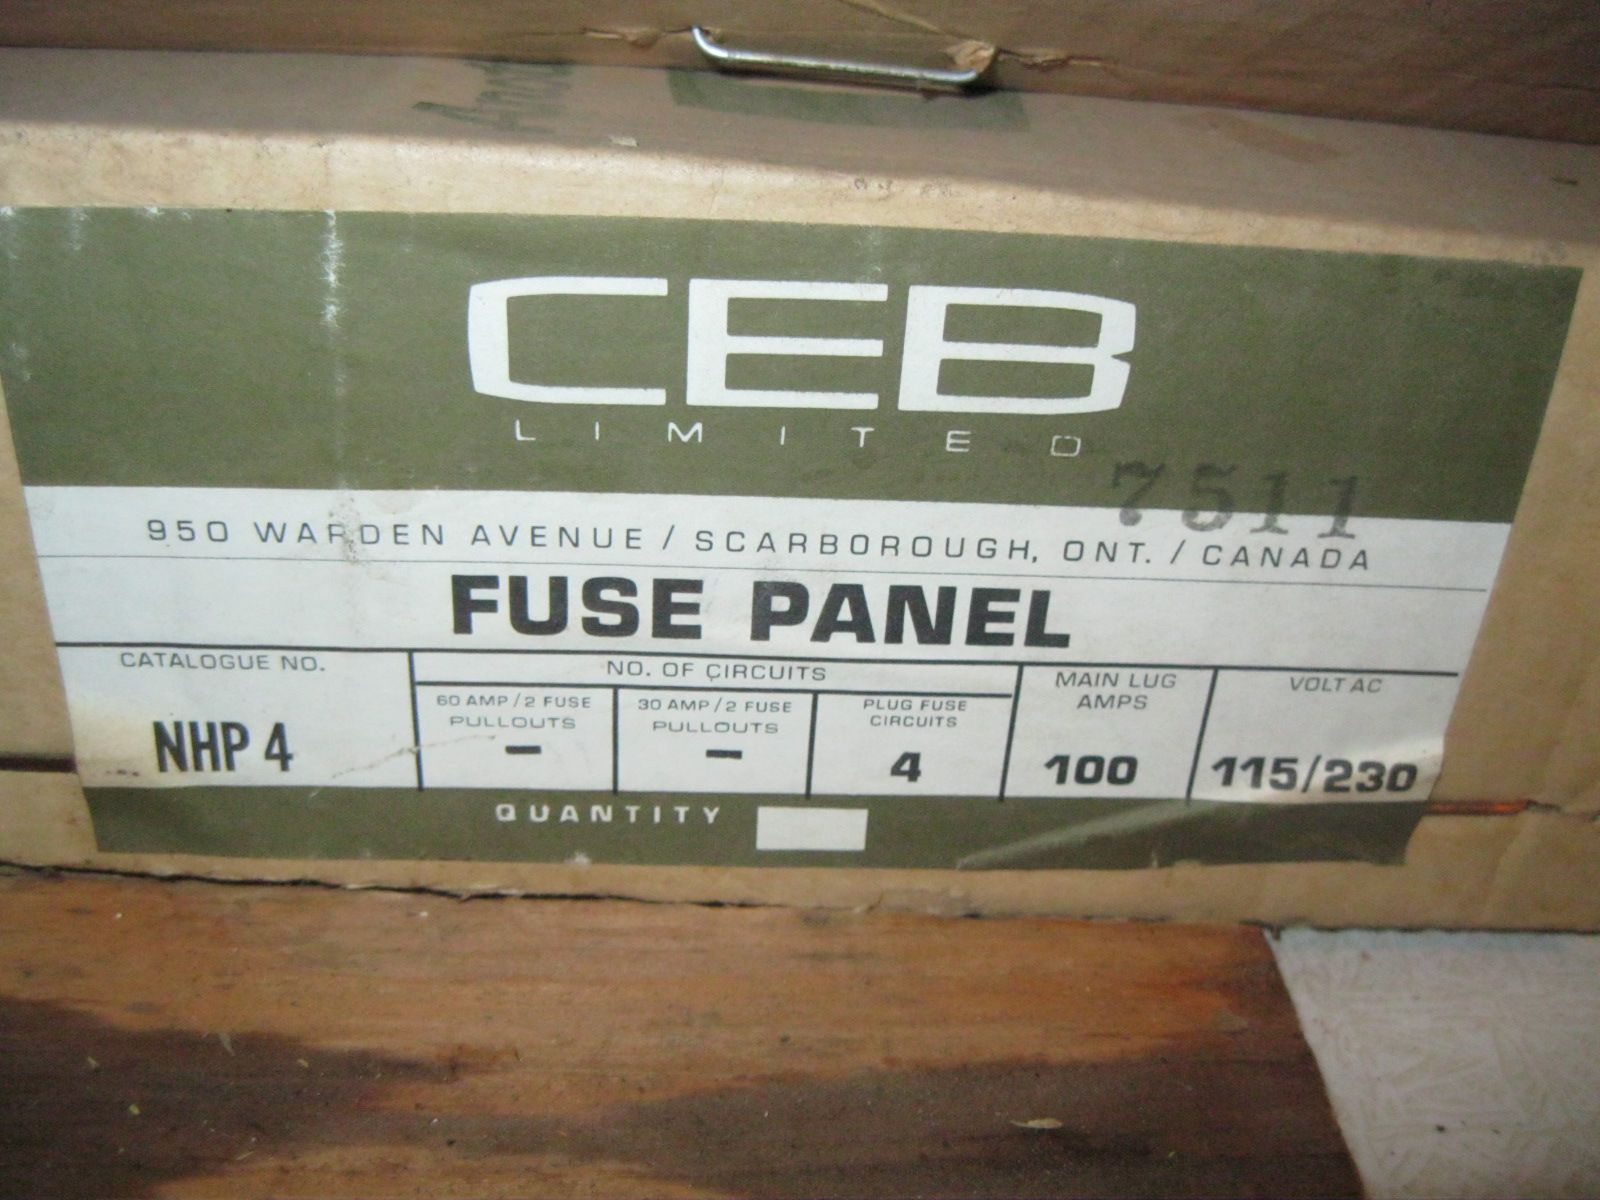 CEB
LIMITED
7511
950 WARDEN AVENUE / SCARBOROUGH, ONT. / CANADA
FUSE PANEL
CATALOGUE NO.
NHP 4
NO. OF CIRCUITS
60 AMP / 2 FUSE
PULLOUTS
-
30 AMP / 2 FUSE
PULLOUTS
-
PLUG FUSE
CIRCUITS
4
MAIN LUG
AMPS
100
VOLT AC
115/230
QUANTITY